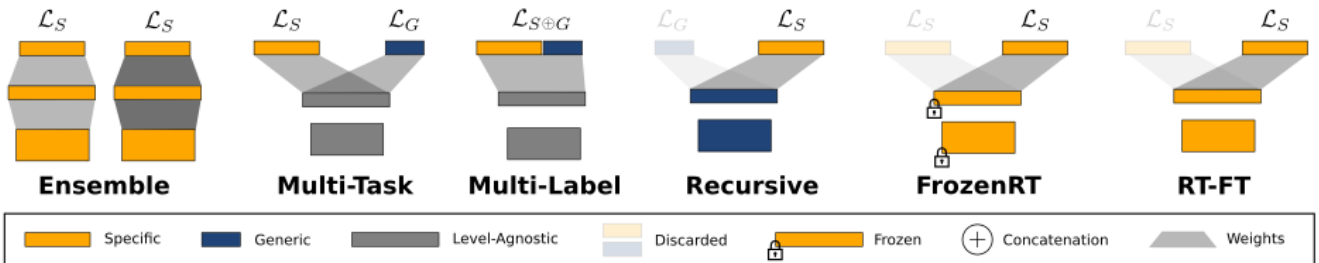 ℒ_S ℒ_S ℒ_S ℒ_G ℒ_{S⊕G} ℒ_G ℒ_S ℒ_S ℒ_S ℒ_S ℒ_S
Ensemble Multi-Task Multi-Label Recursive FrozenRT RT-FT
Specific Generic Level-Agnostic Discarded Frozen Concatenation Weights